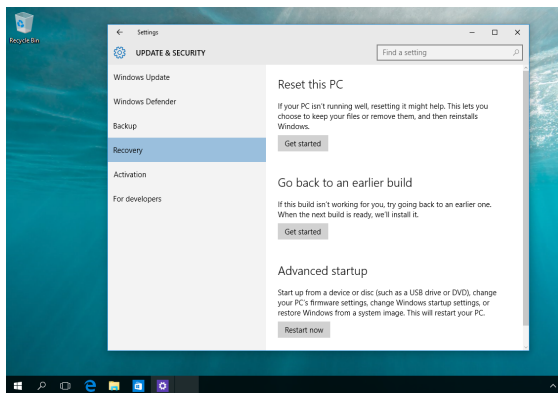 Recycle Bin
Settings
UPDATE & SECURITY
Find a setting
Windows Update
Windows Defender
Backup
Recovery
Activation
For developers
Reset this PC
If your PC isn't running well, resetting it might help. This lets you
choose to keep your files or remove them, and then reinstalls
Windows.
Get started
Go back to an earlier build
If this build isn't working for you, try going back to an earlier one.
When the next build is ready, we'll install it.
Get started
Advanced startup
Start up from a device or disc (such as a USB drive or DVD), change
your PC's firmware settings, change Windows startup settings, or
restore Windows from a system image. This will restart your PC.
Restart now